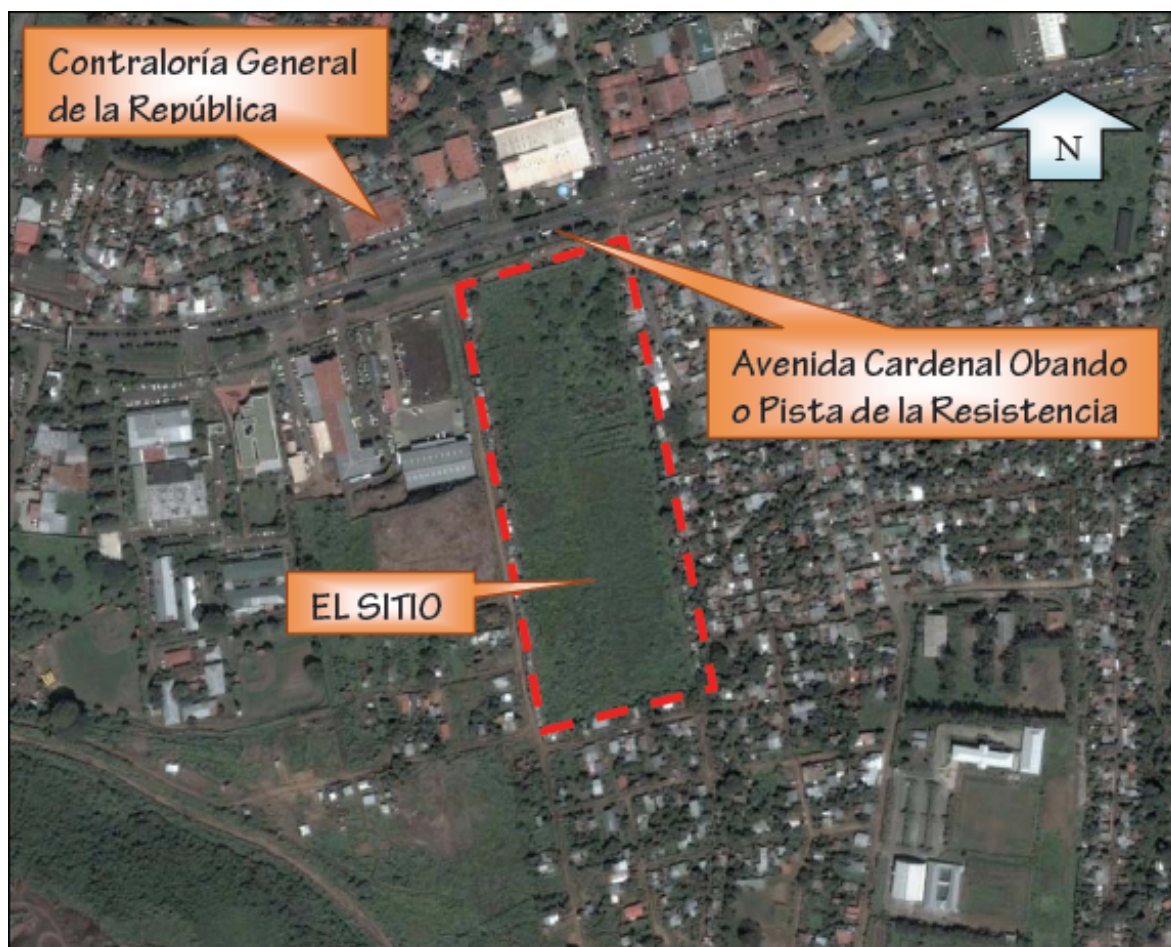 Contraloría General
de la República
N
Avenida Cardenal Obando
o Pista de la Resistencia
EL SITIO